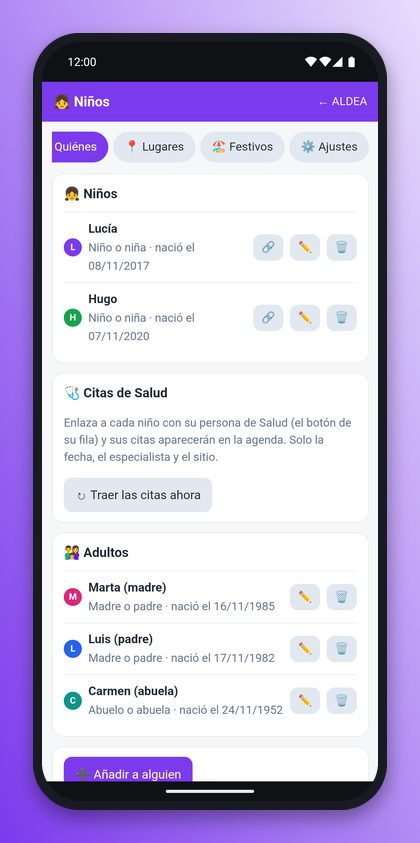 12:00
👧 Niños
← ALDEA
Quiénes
📍 Lugares
🏖️ Festivos
⚙️ Ajustes
👧 Niños
Lucía
L
Niño o niña · nació el
08/11/2017
Hugo
H
Niño o niña · nació el
07/11/2020
🩺 Citas de Salud
Enlaza a cada niño con su persona de Salud (el botón de
su fila) y sus citas aparecerán en la agenda. Solo la
fecha, el especialista y el sitio.
↻ Traer las citas ahora
👨‍👩‍👧 Adultos
Marta (madre)
M
Madre o padre · nació el 16/11/1985
Luis (padre)
L
Madre o padre · nació el 17/11/1982
Carmen (abuela)
C
Abuelo o abuela · nació el 24/11/1952
➕ Añadir a alguien